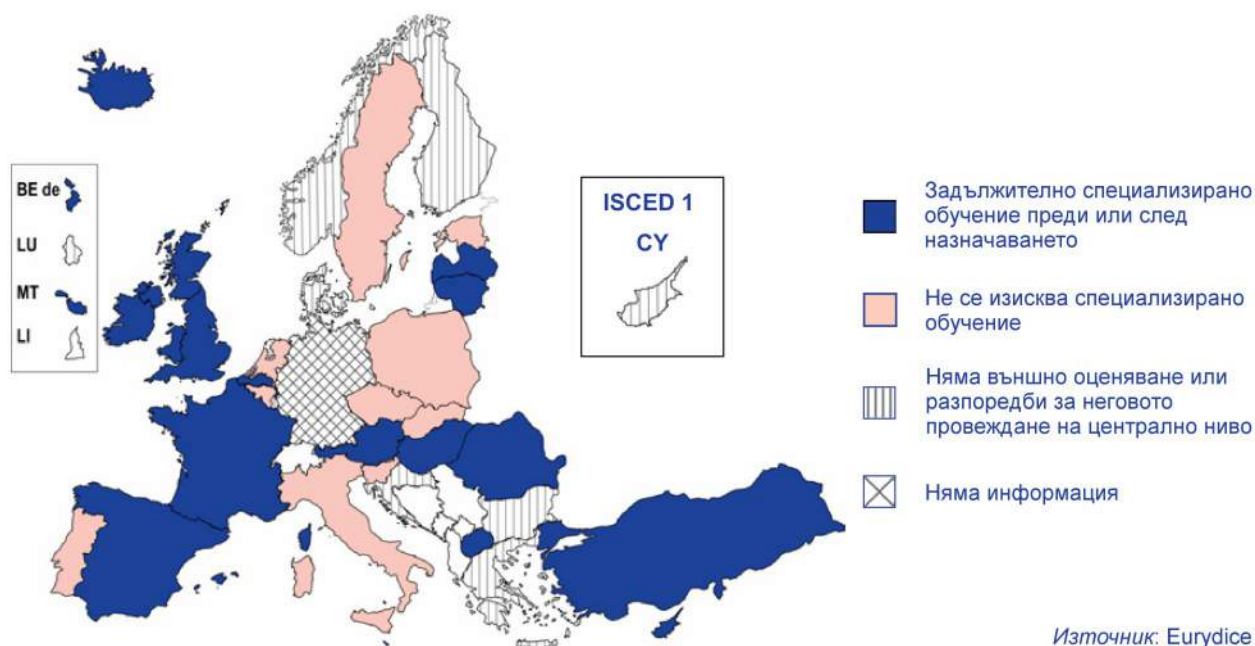 BE de
LU
MT
LI
ISCED 1
CY
Задължително специализирано
обучение преди или след
назначаването
Не се изисква специализирано
обучение
Няма външно оценяване или
разпоредби за неговото
провеждане на централно ниво
Няма информация
Източник: Eurydice